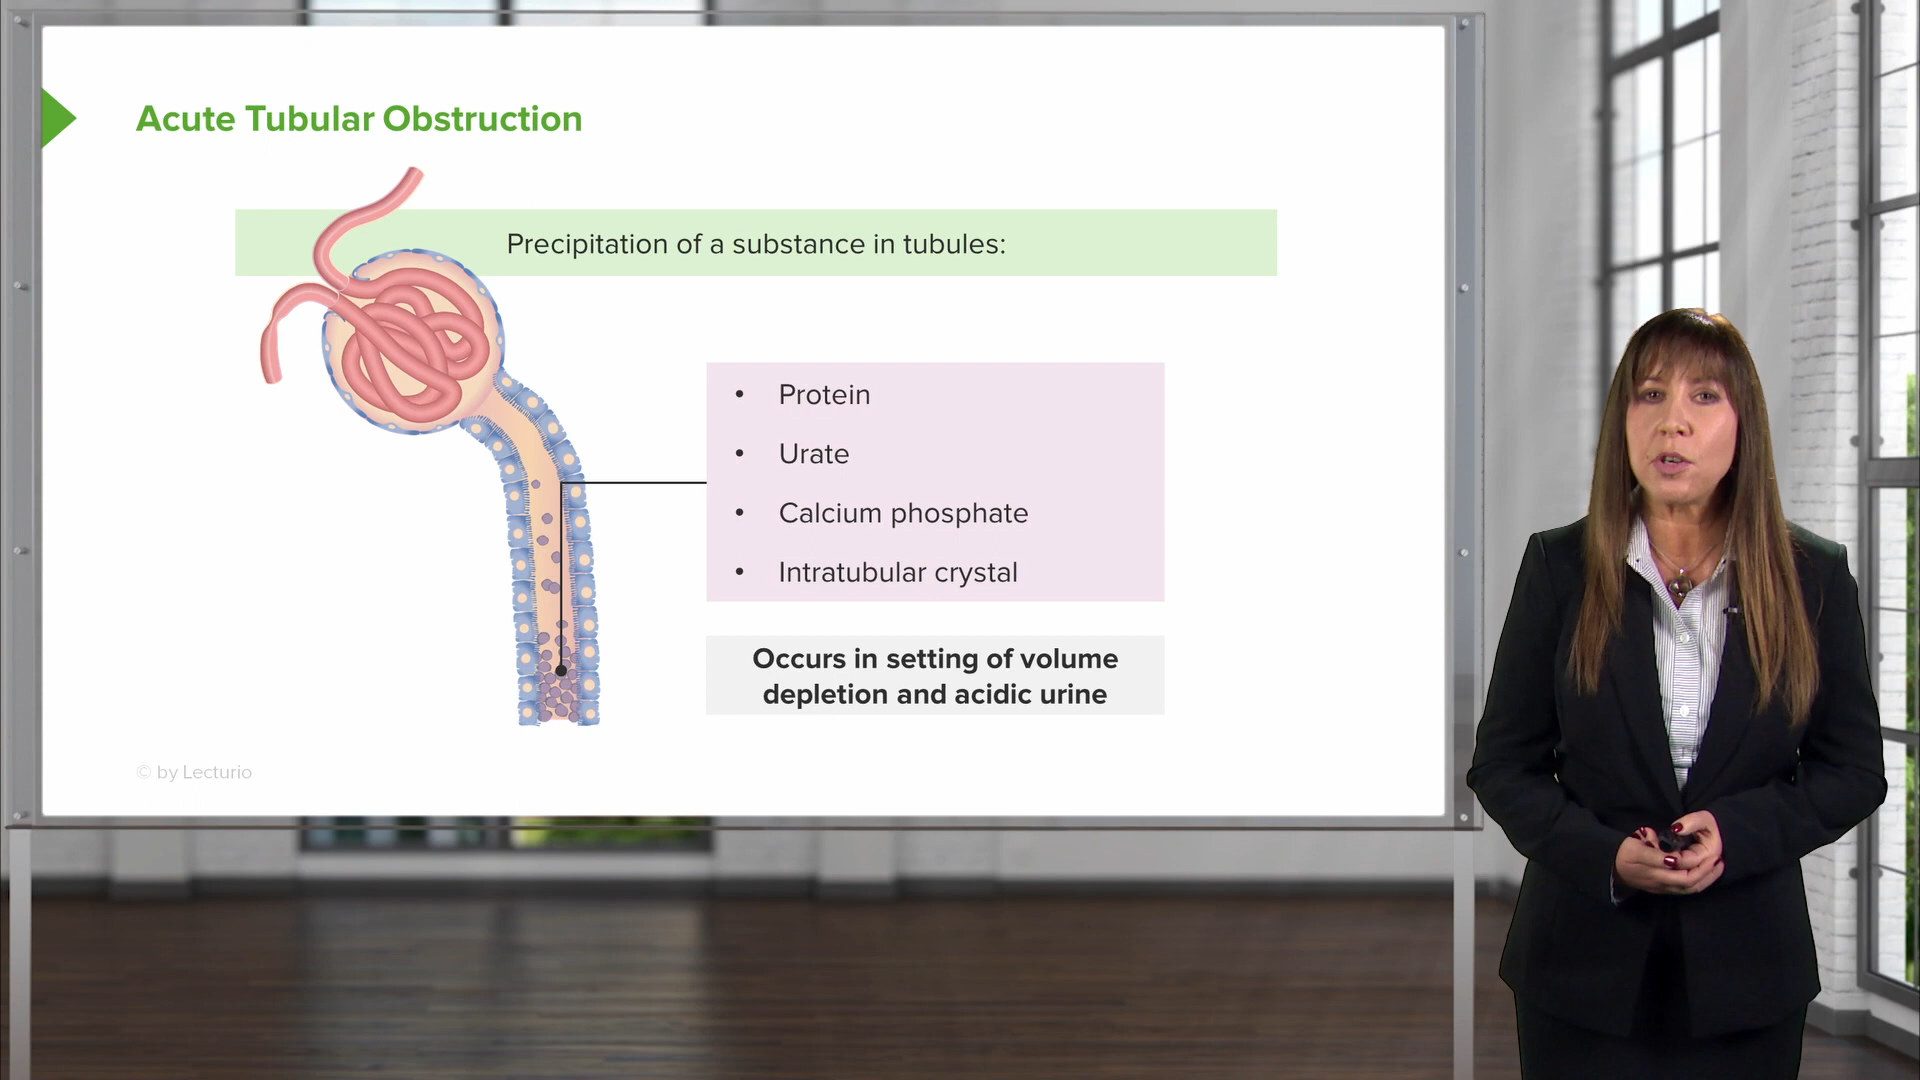 Acute Tubular Obstruction
Precipitation of a substance in tubules:
• Protein
• Urate
• Calcium phosphate
• Intratubular crystal
Occurs in setting of volume
depletion and acidic urine
© by Lecturio